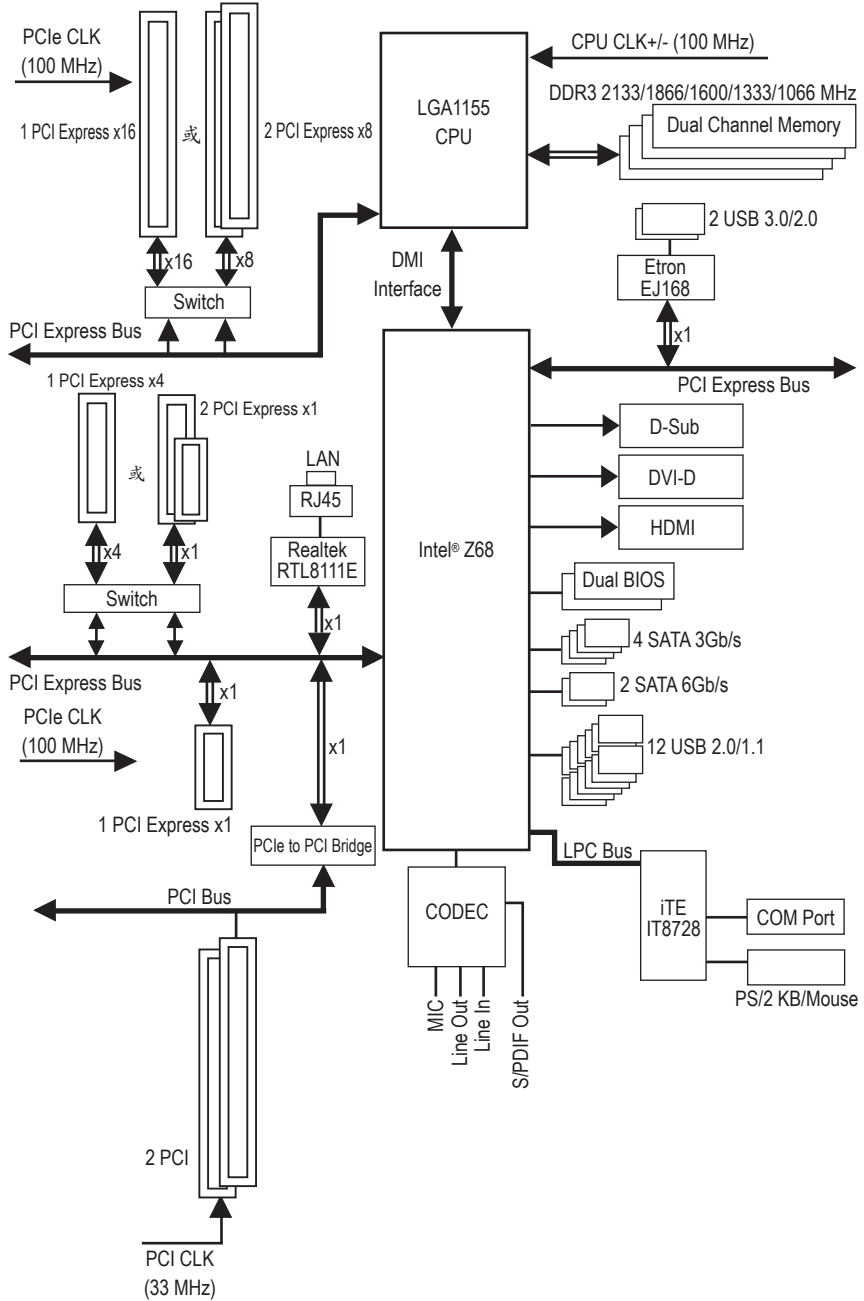 PCIe CLK
(100 MHz)
1 PCI Express x16
或
2 PCI Express x8
x16
x8
Switch
PCI Express Bus
LGA1155
CPU
CPU CLK+/- (100 MHz)
DDR3 2133/1866/1600/1333/1066 MHz
Dual Channel Memory
DMI
Interface
2 USB 3.0/2.0
Etron
EJ168
x1
PCI Express Bus
1 PCI Express x4
或
2 PCI Express x1
x4
x1
Switch
LAN
RJ45
Realtek
RTL8111E
x1
PCI Express Bus
Intel® Z68
D-Sub
DVI-D
HDMI
Dual BIOS
4 SATA 3Gb/s
2 SATA 6Gb/s
12 USB 2.0/1.1
PCIe CLK
(100 MHz)
x1
1 PCI Express x1
x1
PCIe to PCI Bridge
PCI Bus
LPC Bus
CODEC
MIC
Line Out
Line In
S/PDIF Out
iTE
IT8728
COM Port
PS/2 KB/Mouse
2 PCI
PCI CLK
(33 MHz)